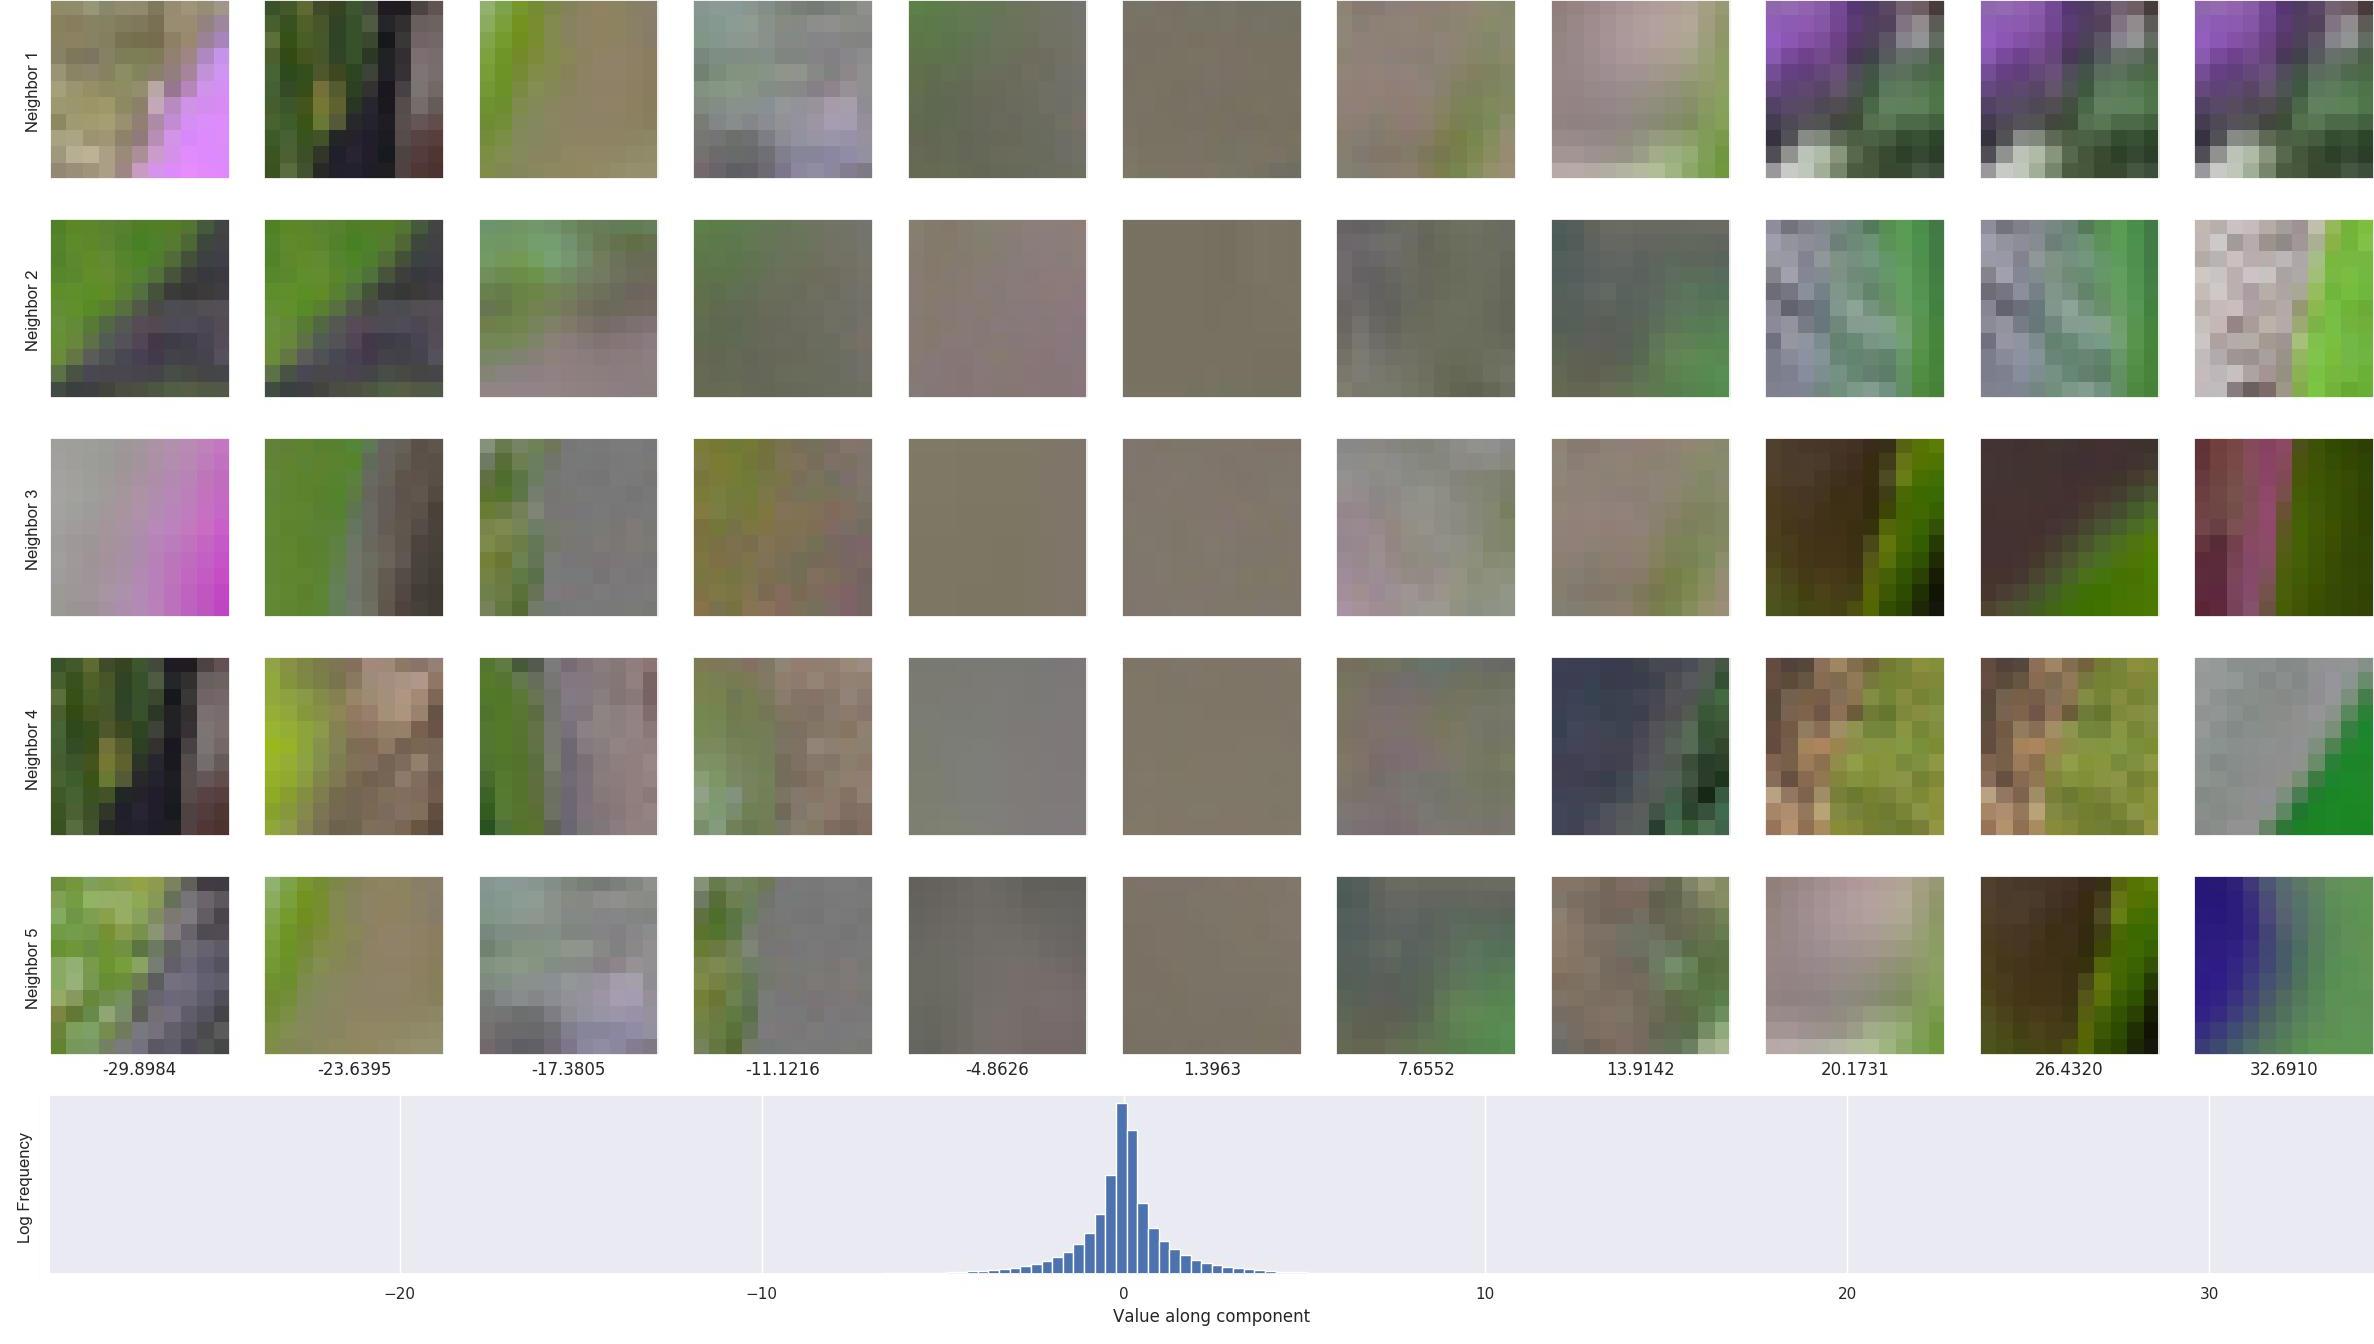 Neighbor 1
Neighbor 2
Neighbor 3
Neighbor 4
Neighbor 5
-29.8984 -23.6395 -17.3805 -11.1216 -4.8626 1.3963 7.6552 13.9142 20.1731 26.4320 32.6910
Log Frequency
−20 −10 0 10 20 30
Value along component